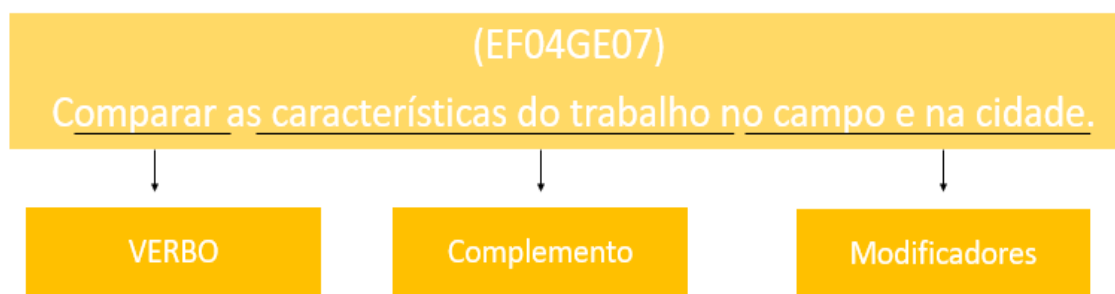 (EF04GE07)
Comparar as características do trabalho no campo e na cidade.
VERBO
Complemento
Modificadores